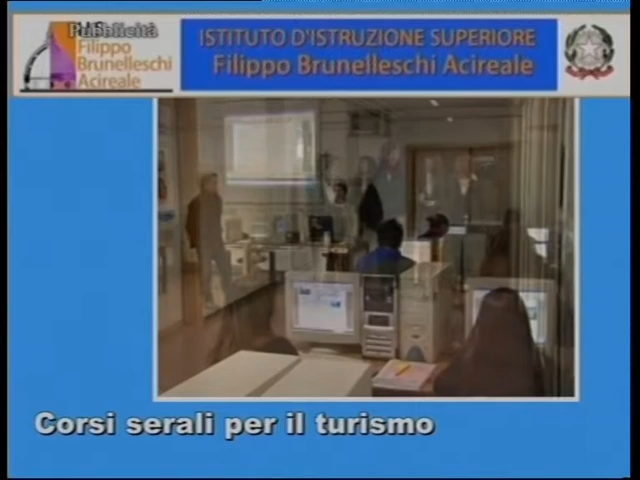 Pubblicità
Filippo
Brunelleschi
Acireale
ISTITUTO D'ISTRUZIONE SUPERIORE
Filippo Brunelleschi Acireale
Corsi serali per il turismo